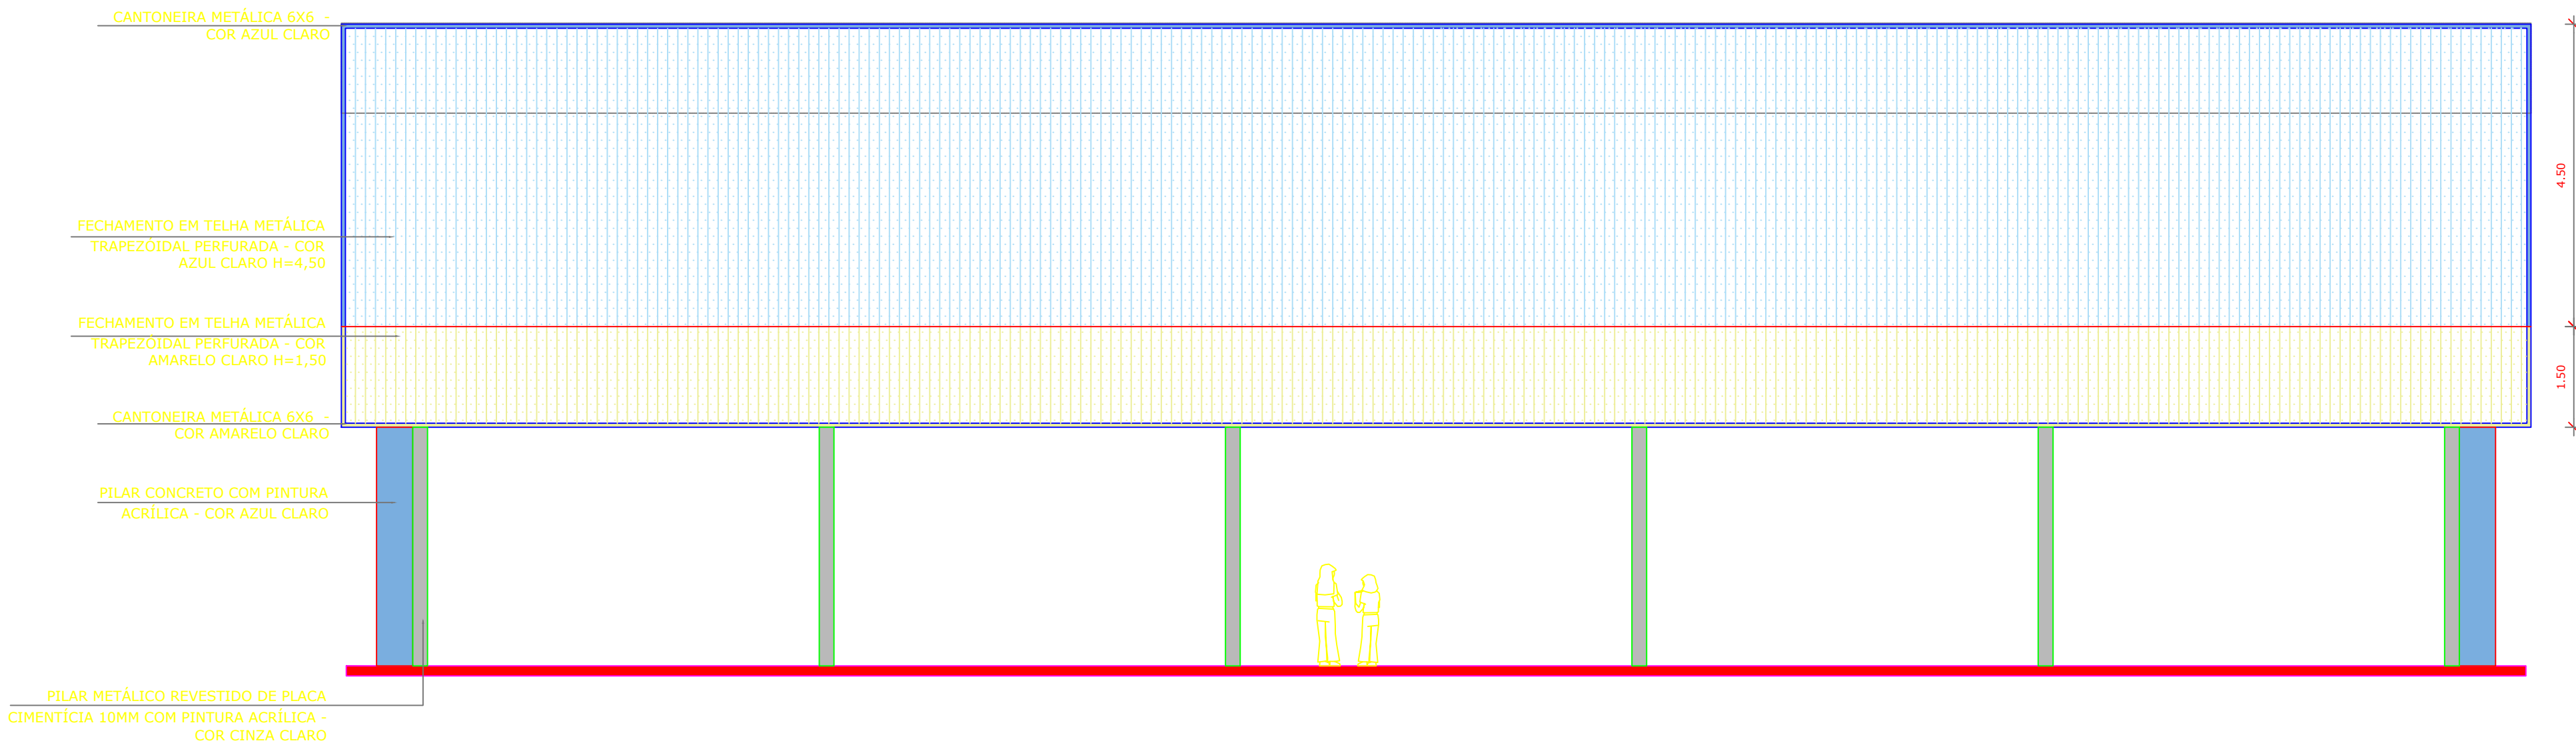 CANTONEIRA METÁLICA 6X6 -
COR AZUL CLARO
FECHAMENTO EM TELHA METÁLICA
TRAPEZÓIDAL PERFURADA - COR
AZUL CLARO H=4,50
FECHAMENTO EM TELHA METÁLICA
TRAPEZÓIDAL PERFURADA - COR
AMARELO CLARO H=1,50
CANTONEIRA METÁLICA 6X6 -
COR AMARELO CLARO
PILAR CONCRETO COM PINTURA
ACRÍLICA - COR AZUL CLARO
PILAR METÁLICO REVESTIDO DE PLACA
CIMENTÍCIA 10MM COM PINTURA ACRÍLICA -
COR CINZA CLARO
4.50
1.50